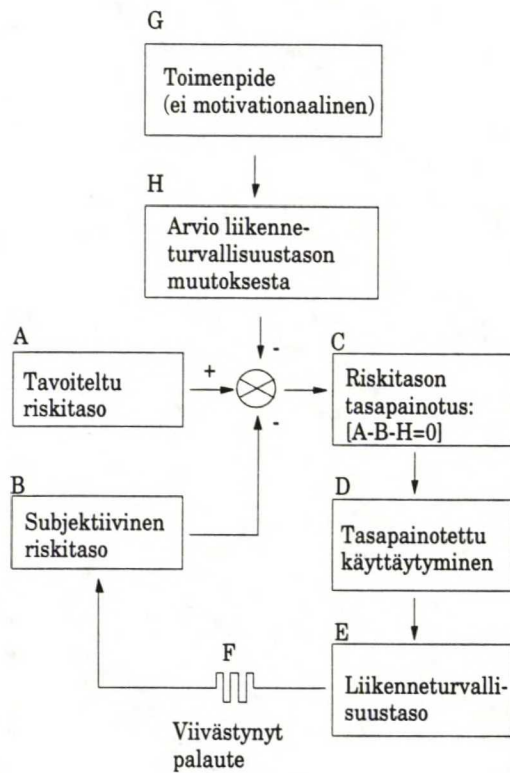 G
Toimenpide
(ei motivationaalinen)
H
Arvio liikenne-
turvallisuustason
muutoksesta
-
A
Tavoiteltu
riskitaso
+
C
Riskitason
tasapainotus:
[A-B-H=0]
-
B
Subjektiivinen
riskitaso
D
Tasapainotettu
käyttäytyminen
E
Liikenneturvalli-
suustaso
F
Viivästynyt
palaute